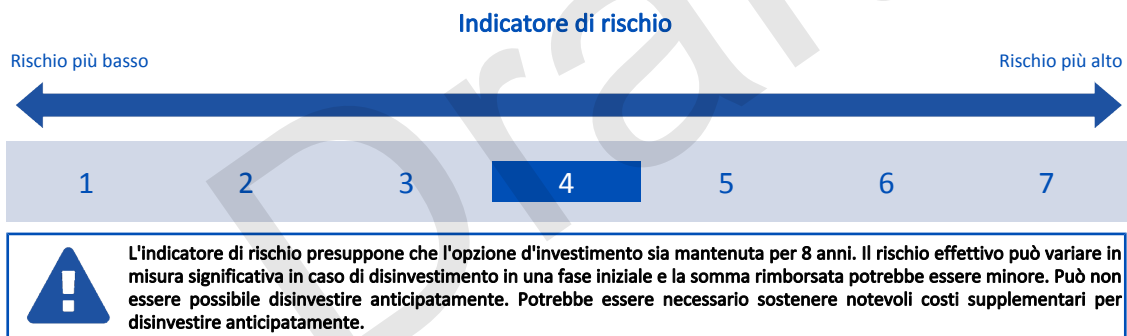 Indicatore di rischio
Rischio più basso
Rischio più alto
1 2 3 4 5 6 7
L'indicatore di rischio presuppone che l'opzione d'investimento sia mantenuta per 8 anni. Il rischio effettivo può variare in
misura significativa in caso di disinvestimento in una fase iniziale e la somma rimborsata potrebbe essere minore. Può non
essere possibile disinvestire anticipatamente. Potrebbe essere necessario sostenere notevoli costi supplementari per
disinvestire anticipatamente.